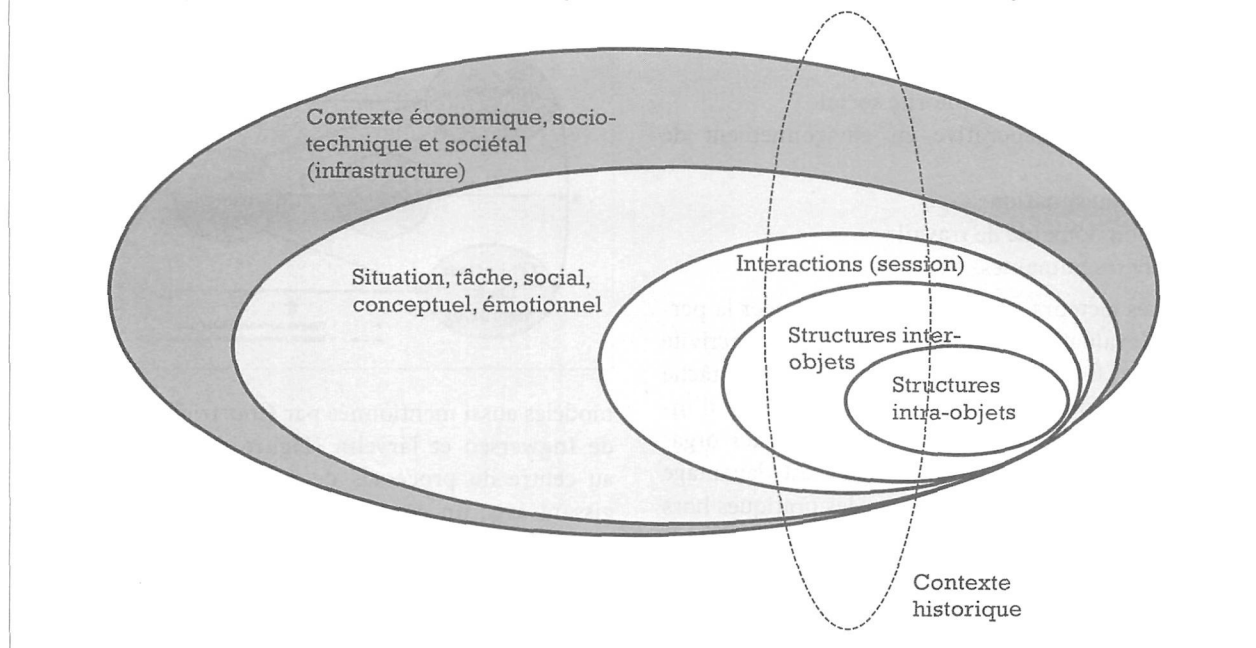 Contexte économique, socio-
technique et sociétal
(infrastructure)
Situation, tâche, social,
conceptuel, émotionnel
Interactions (session)
Structures inter-
objets
Structures
intra-objets
Contexte
historique